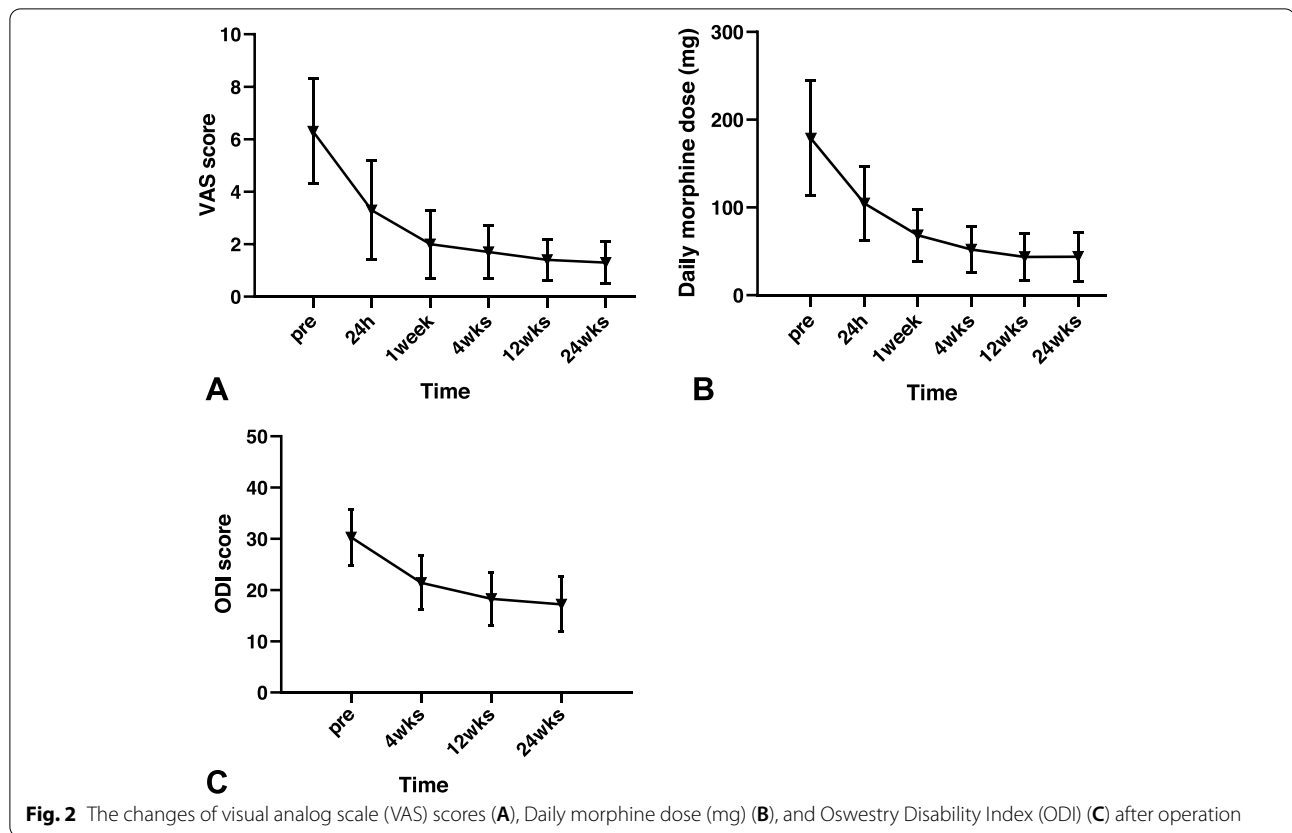 10
8
6
4
2
0
VAS score
pre
24h
1week
4wks
12wks
24wks
Time
A
300
200
100
0
Daily morphine dose (mg)
pre
24h
1week
4wks
12wks
24wks
Time
B
50
40
30
20
10
0
ODI score
pre
4wks
12wks
24wks
Time
C
Fig. 2 The changes of visual analog scale (VAS) scores (A), Daily morphine dose (mg) (B), and Oswestry Disability Index (ODI) (C) after operation